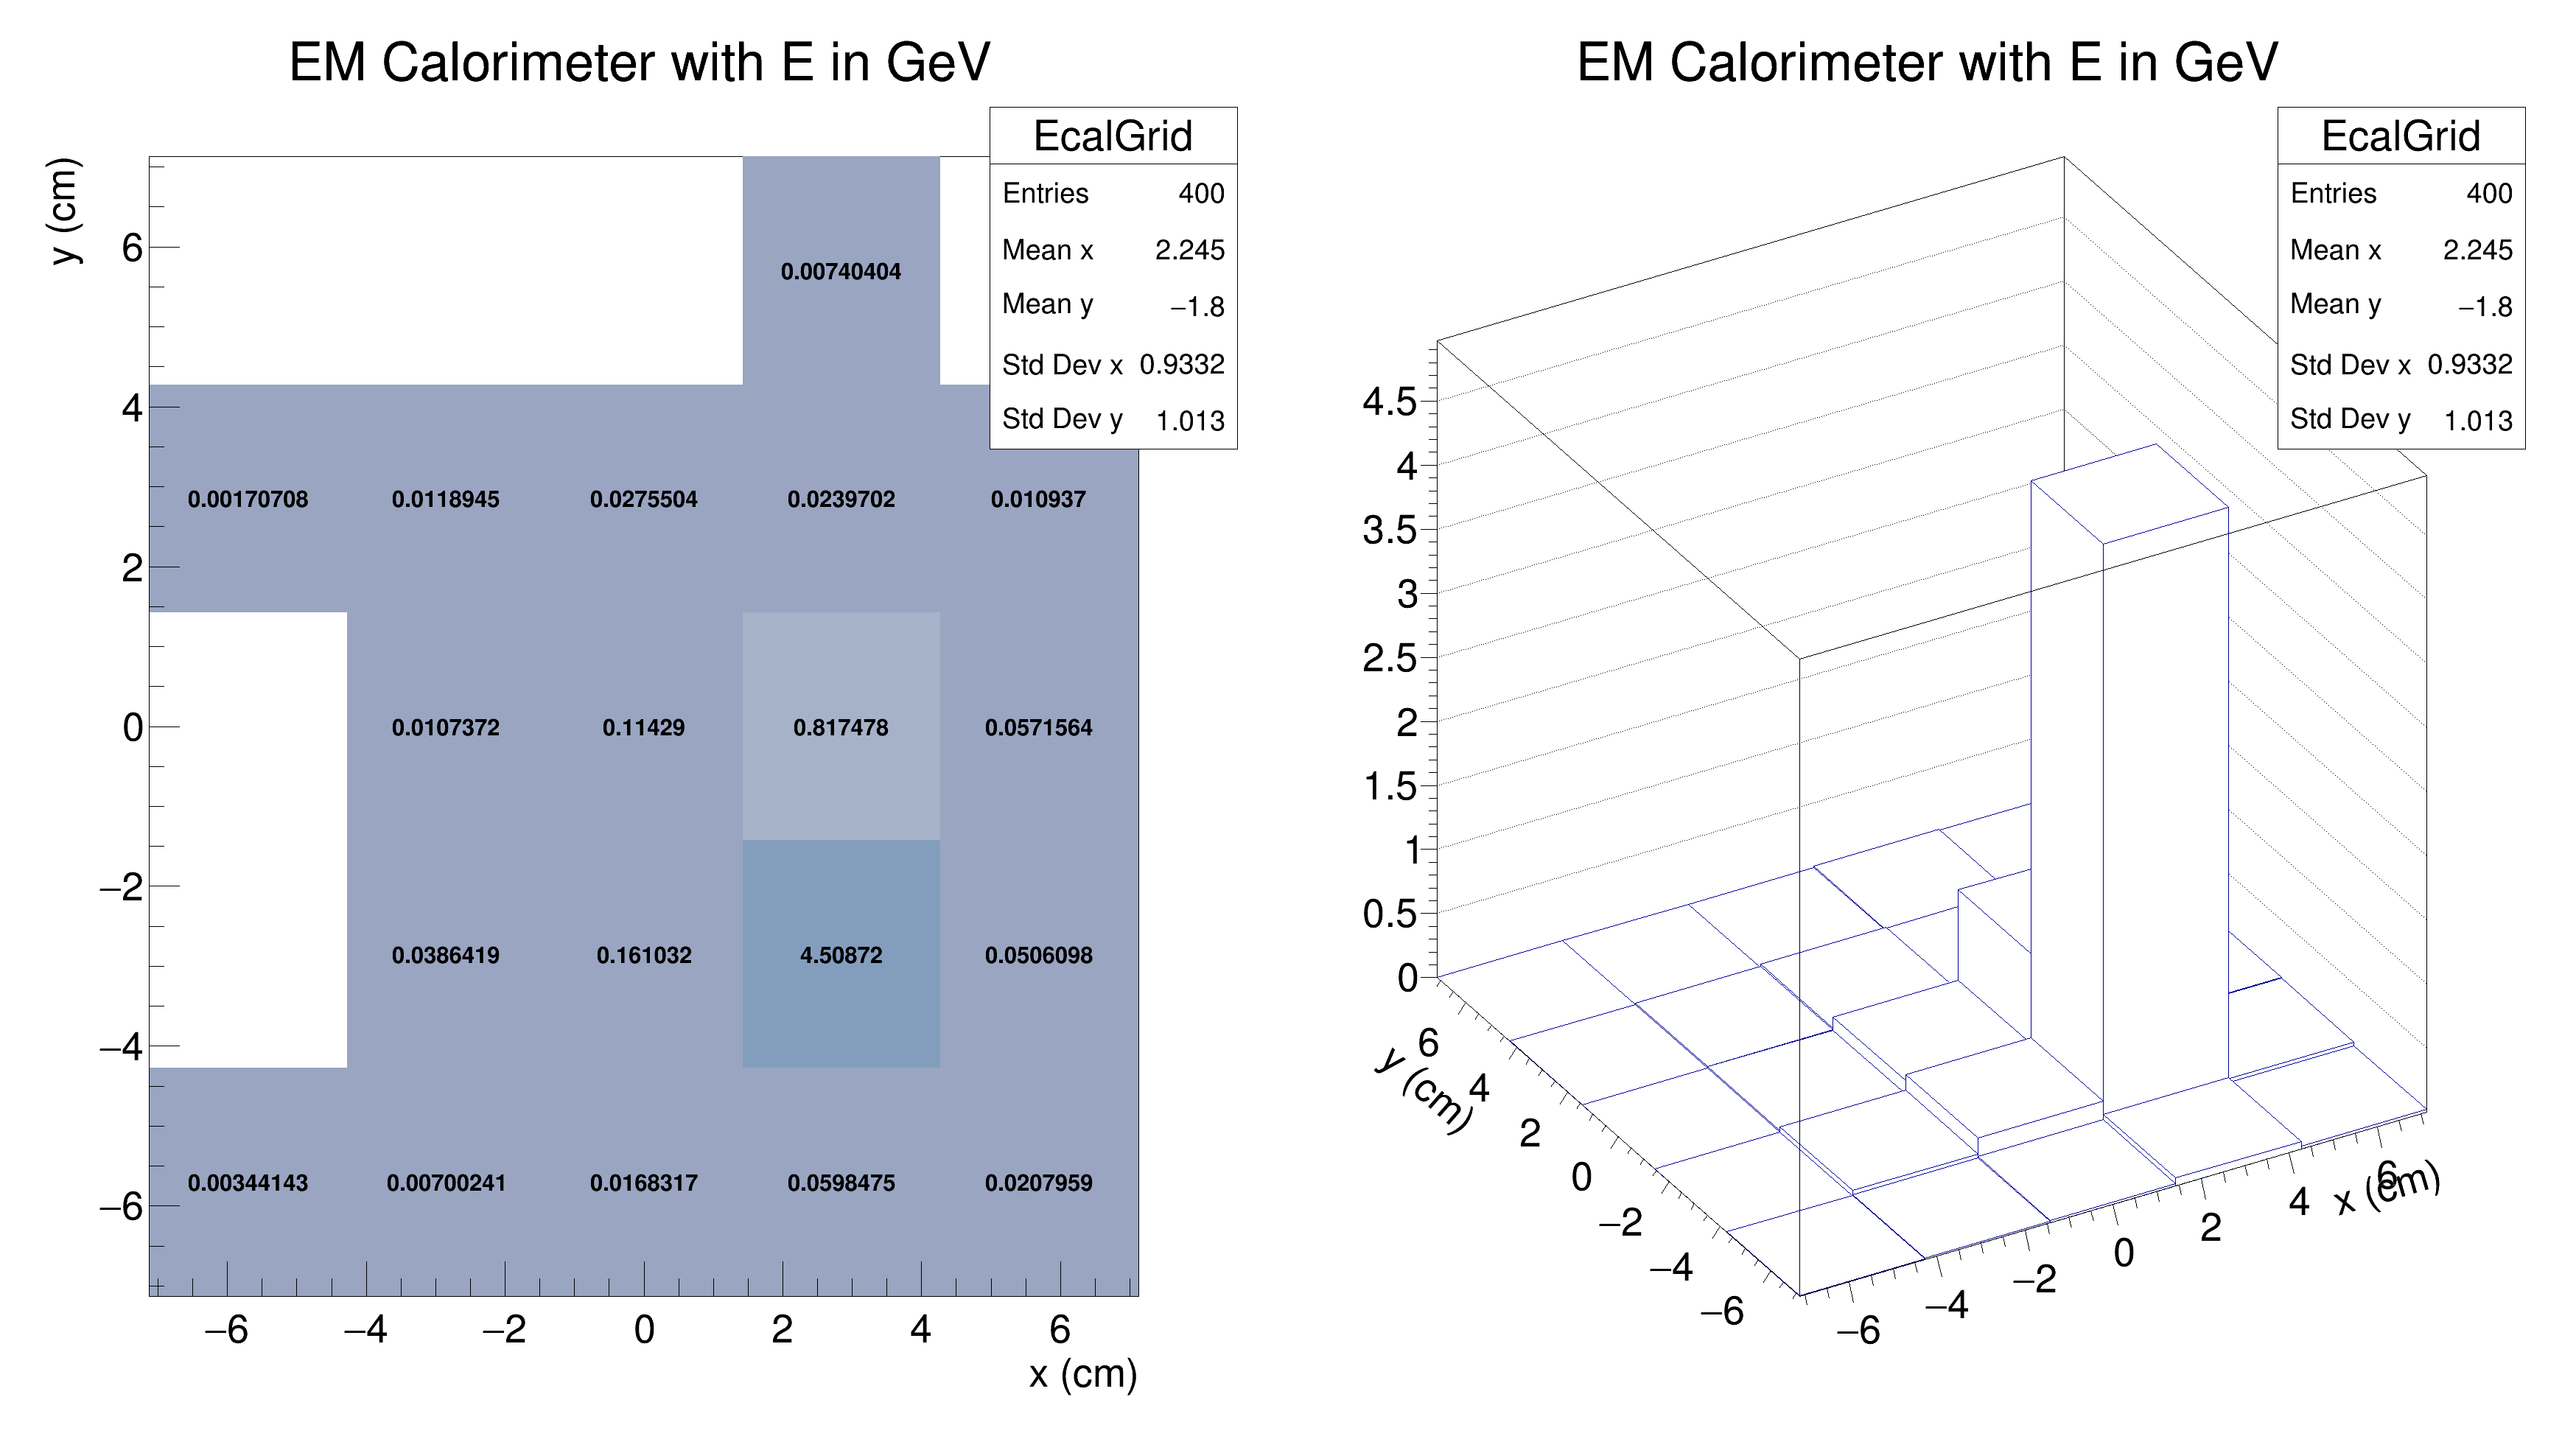 EM Calorimeter with E in GeV
EcalGrid
Entries 400
Mean x 2.245
Mean y −1.8
Std Dev x 0.9332
Std Dev y 1.013
y (cm)
6
4
2
0
−2
−4
−6
0.00740404
0.00170708 0.0118945 0.0275504 0.0239702 0.010937
0.0107372 0.11429 0.817478 0.0571564
0.0386419 0.161032 4.50872 0.0506098
0.00344143 0.00700241 0.0168317 0.0598475 0.0207959
−6 −4 −2 0 2 4 6
x (cm)
EM Calorimeter with E in GeV
EcalGrid
Entries 400
Mean x 2.245
Mean y −1.8
Std Dev x 0.9332
Std Dev y 1.013
4.5
4
3.5
3
2.5
2
1.5
1
0.5
0
y (cm)
6
4
2
0
−2
−4
−6
−6
−4
−2
0
2
4
6
x (cm)